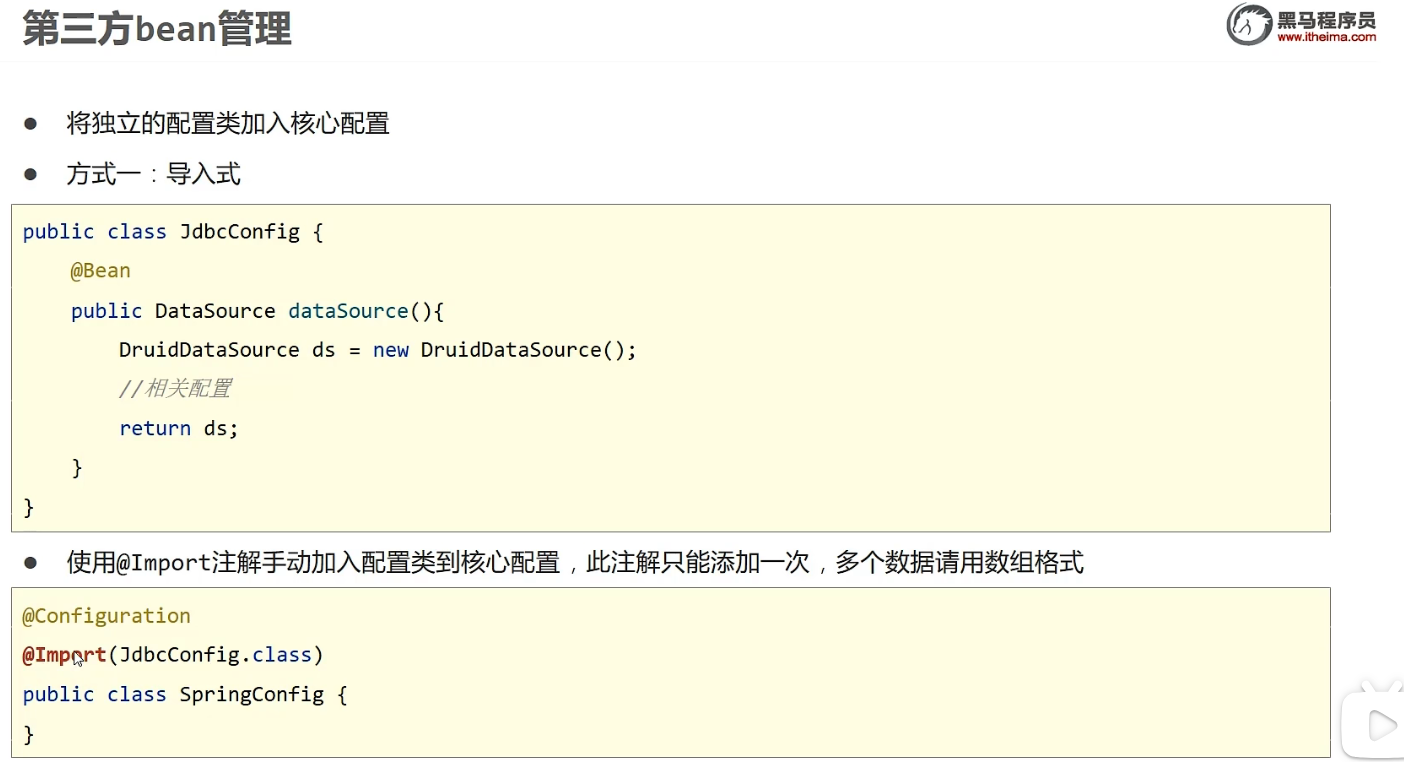 第三方bean管理
黑马程序员
www.itheima.com
● 将独立的配置类加入核心配置
● 方式一：导入式
public class JdbcConfig {
    @Bean
    public DataSource dataSource(){
        DruidDataSource ds = new DruidDataSource();
        //相关配置
        return ds;
    }
}
● 使用@Import注解手动加入配置类到核心配置，此注解只能添加一次，多个数据请用数组格式
@Configuration
@Import(JdbcConfig.class)
public class SpringConfig {
}